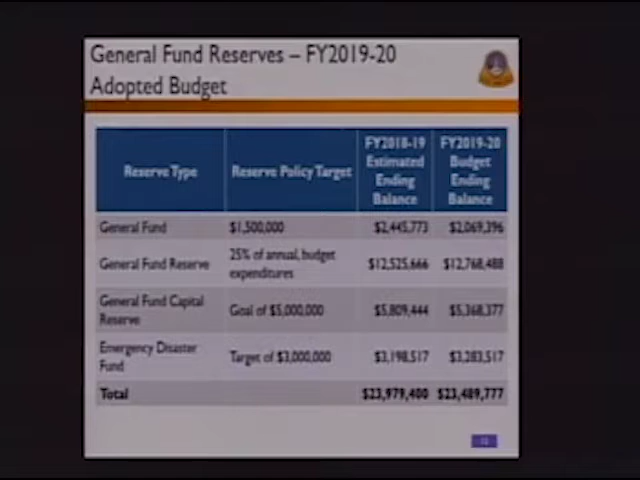 General Fund Reserves – FY2019-20
Adopted Budget
Reserve Type Reserve Policy Target FY2018-19 Estimated Ending Balance FY2019-20 Budget Ending Balance
General Fund $1,500,000 $2,445,773 $2,069,396
General Fund Reserve 25% of annual, budget expenditures $12,525,666 $12,768,488
General Fund Capital Reserve Goal of $5,000,000 $5,809,444 $5,368,377
Emergency Disaster Fund Target of $3,000,000 $3,198,517 $3,283,517
Total $23,979,400 $23,489,777